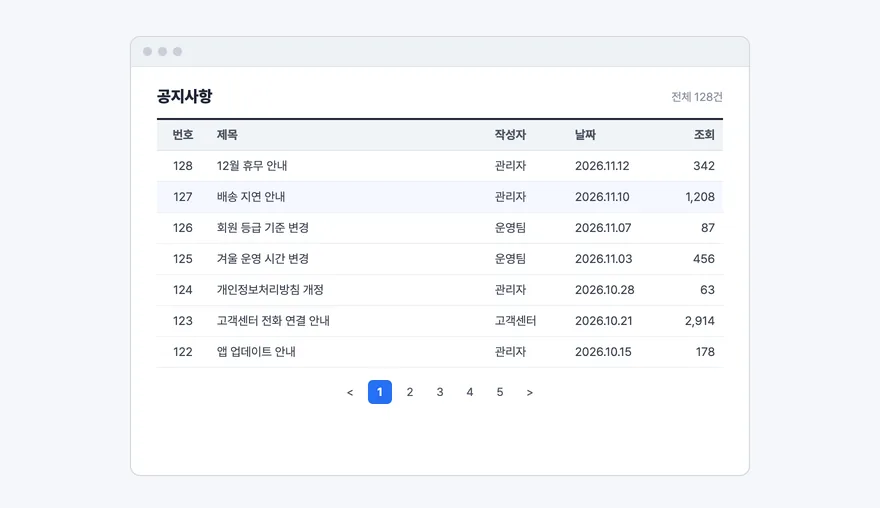 공지사항 전체 128건
번호 제목 작성자 날짜 조회
128 12월 휴무 안내 관리자 2026.11.12 342
127 배송 지연 안내 관리자 2026.11.10 1,208
126 회원 등급 기준 변경 운영팀 2026.11.07 87
125 겨울 운영 시간 변경 운영팀 2026.11.03 456
124 개인정보처리방침 개정 관리자 2026.10.28 63
123 고객센터 전화 연결 안내 고객센터 2026.10.21 2,914
122 앱 업데이트 안내 관리자 2026.10.15 178
< 1 2 3 4 5 >